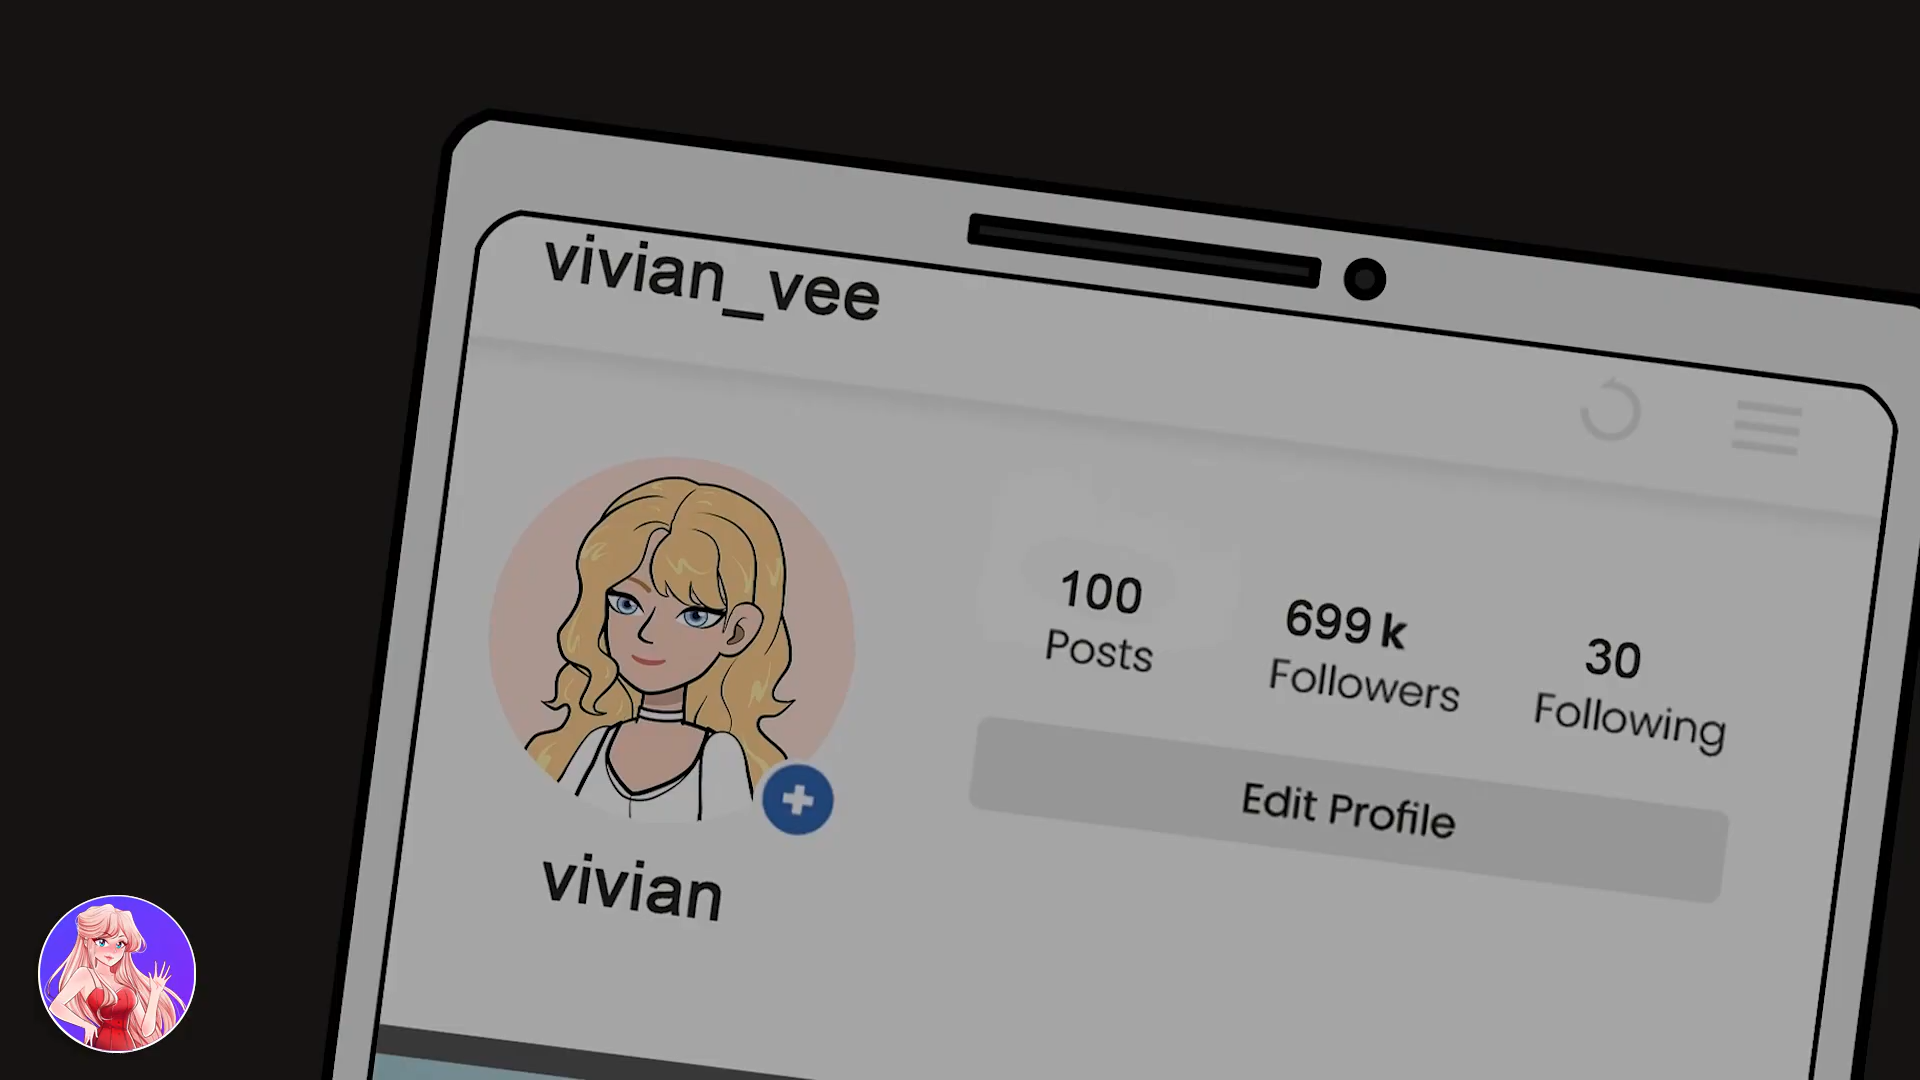 vivian_vee
100
Posts
699 k
Followers
30
Following
Edit Profile
vivian